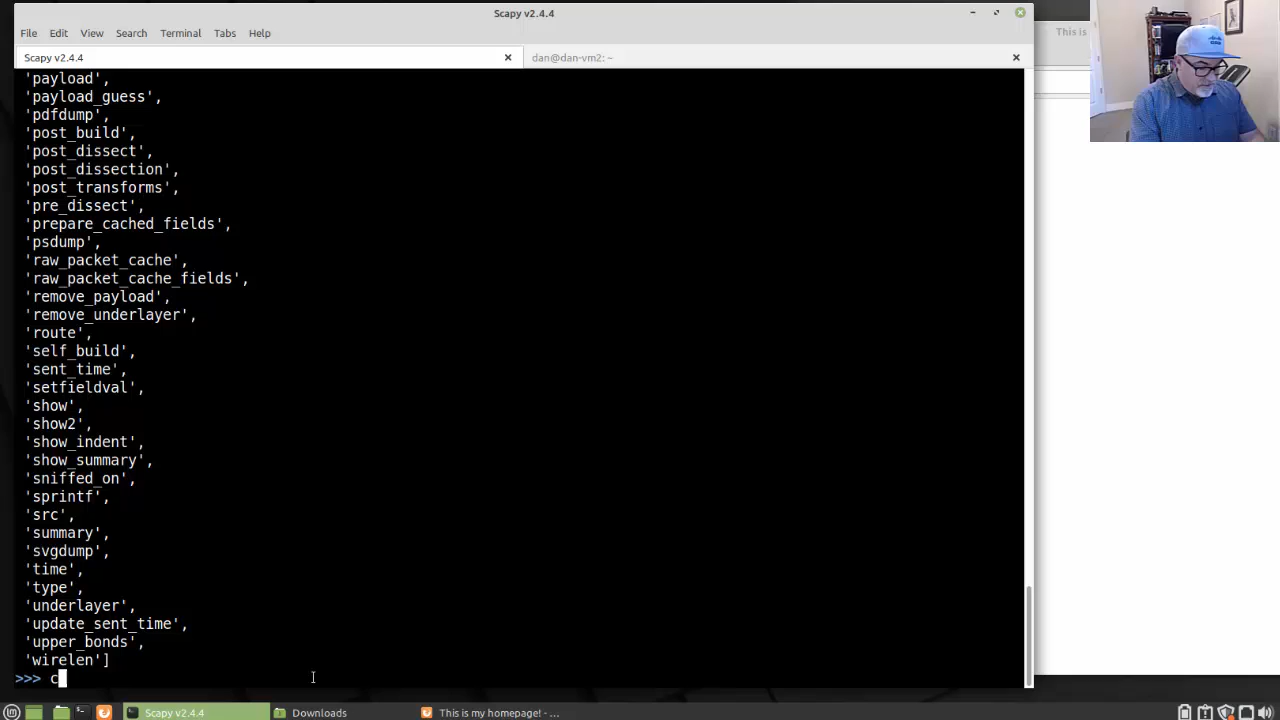 Scapy v2.4.4
File Edit View Search Terminal Tabs Help
This is
Scapy v2.4.4
dan@dan-vm2: ~
'payload',
'payload_guess',
'pdfdump',
'post_build',
'post_dissect',
'post_dissection',
'post_transforms',
'pre_dissect',
'prepare_cached_fields',
'psdump',
'raw_packet_cache',
'raw_packet_cache_fields',
'remove_payload',
'remove_underlayer',
'route',
'self_build',
'sent_time',
'setfieldval',
'show',
'show2',
'show_indent',
'show_summary',
'sniffed_on',
'sprintf',
'src',
'summary',
'svgdump',
'time',
'type',
'underlayer',
'update_sent_time',
'upper_bonds',
'wirelen']
>>> c
Scapy v2.4.4
Downloads
This is my homepage! - ...